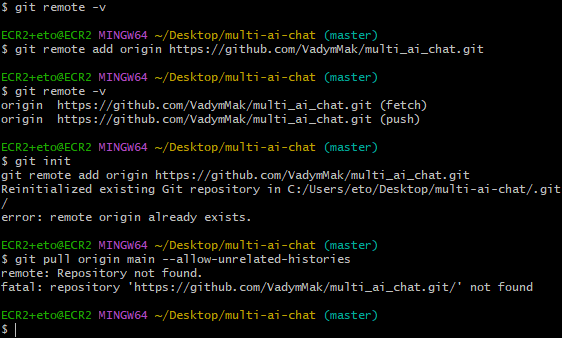 $ git remote -v
ECR2+eto@ECR2 MINGW64 ~/Desktop/multi-ai-chat (master)
$ git remote add origin https://github.com/VadymMak/multi_ai_chat.git
ECR2+eto@ECR2 MINGW64 ~/Desktop/multi-ai-chat (master)
$ git remote -v
origin  https://github.com/VadymMak/multi_ai_chat.git (fetch)
origin  https://github.com/VadymMak/multi_ai_chat.git (push)
ECR2+eto@ECR2 MINGW64 ~/Desktop/multi-ai-chat (master)
$ git init
git remote add origin https://github.com/VadymMak/multi_ai_chat.git
Reinitialized existing Git repository in C:/Users/eto/Desktop/multi-ai-chat/.git
/
error: remote origin already exists.
ECR2+eto@ECR2 MINGW64 ~/Desktop/multi-ai-chat (master)
$ git pull origin main --allow-unrelated-histories
remote: Repository not found.
fatal: repository 'https://github.com/VadymMak/multi_ai_chat.git/' not found
ECR2+eto@ECR2 MINGW64 ~/Desktop/multi-ai-chat (master)
$